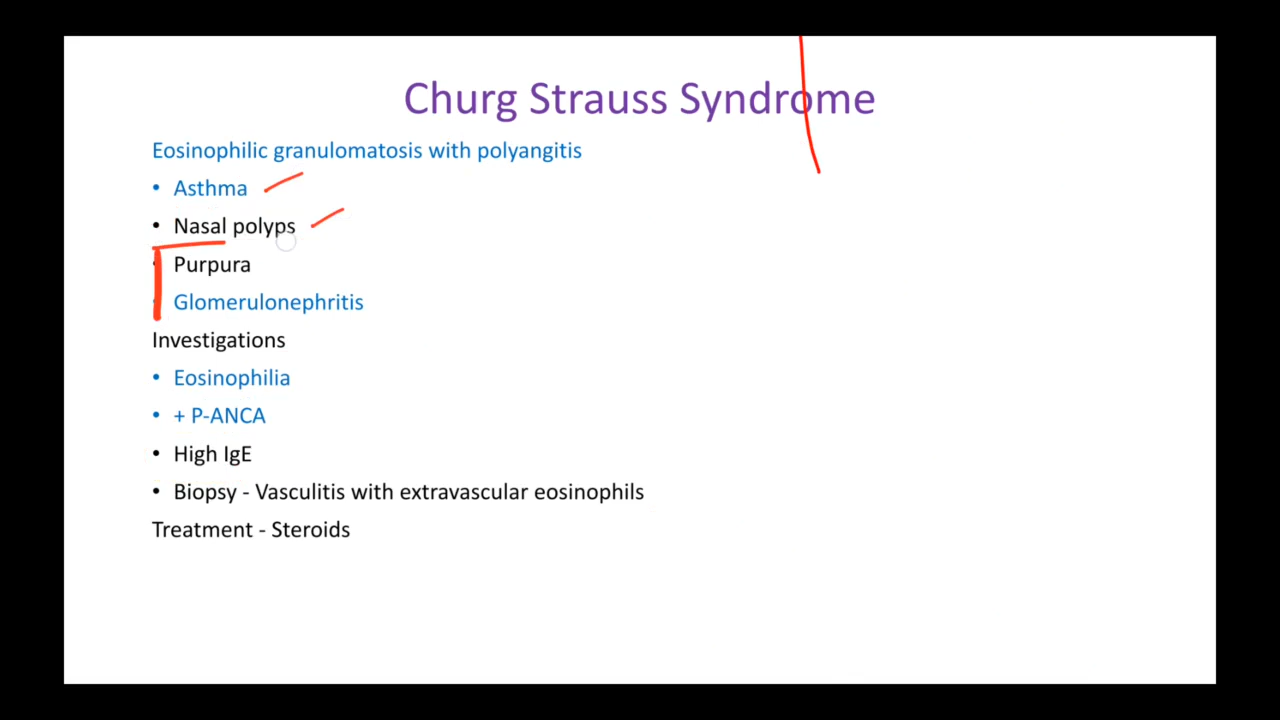 Churg Strauss Syndrome
Eosinophilic granulomatosis with polyangitis
• Asthma
• Nasal polyps
Purpura
Glomerulonephritis
Investigations
• Eosinophilia
• + P-ANCA
• High IgE
• Biopsy - Vasculitis with extravascular eosinophils
Treatment - Steroids